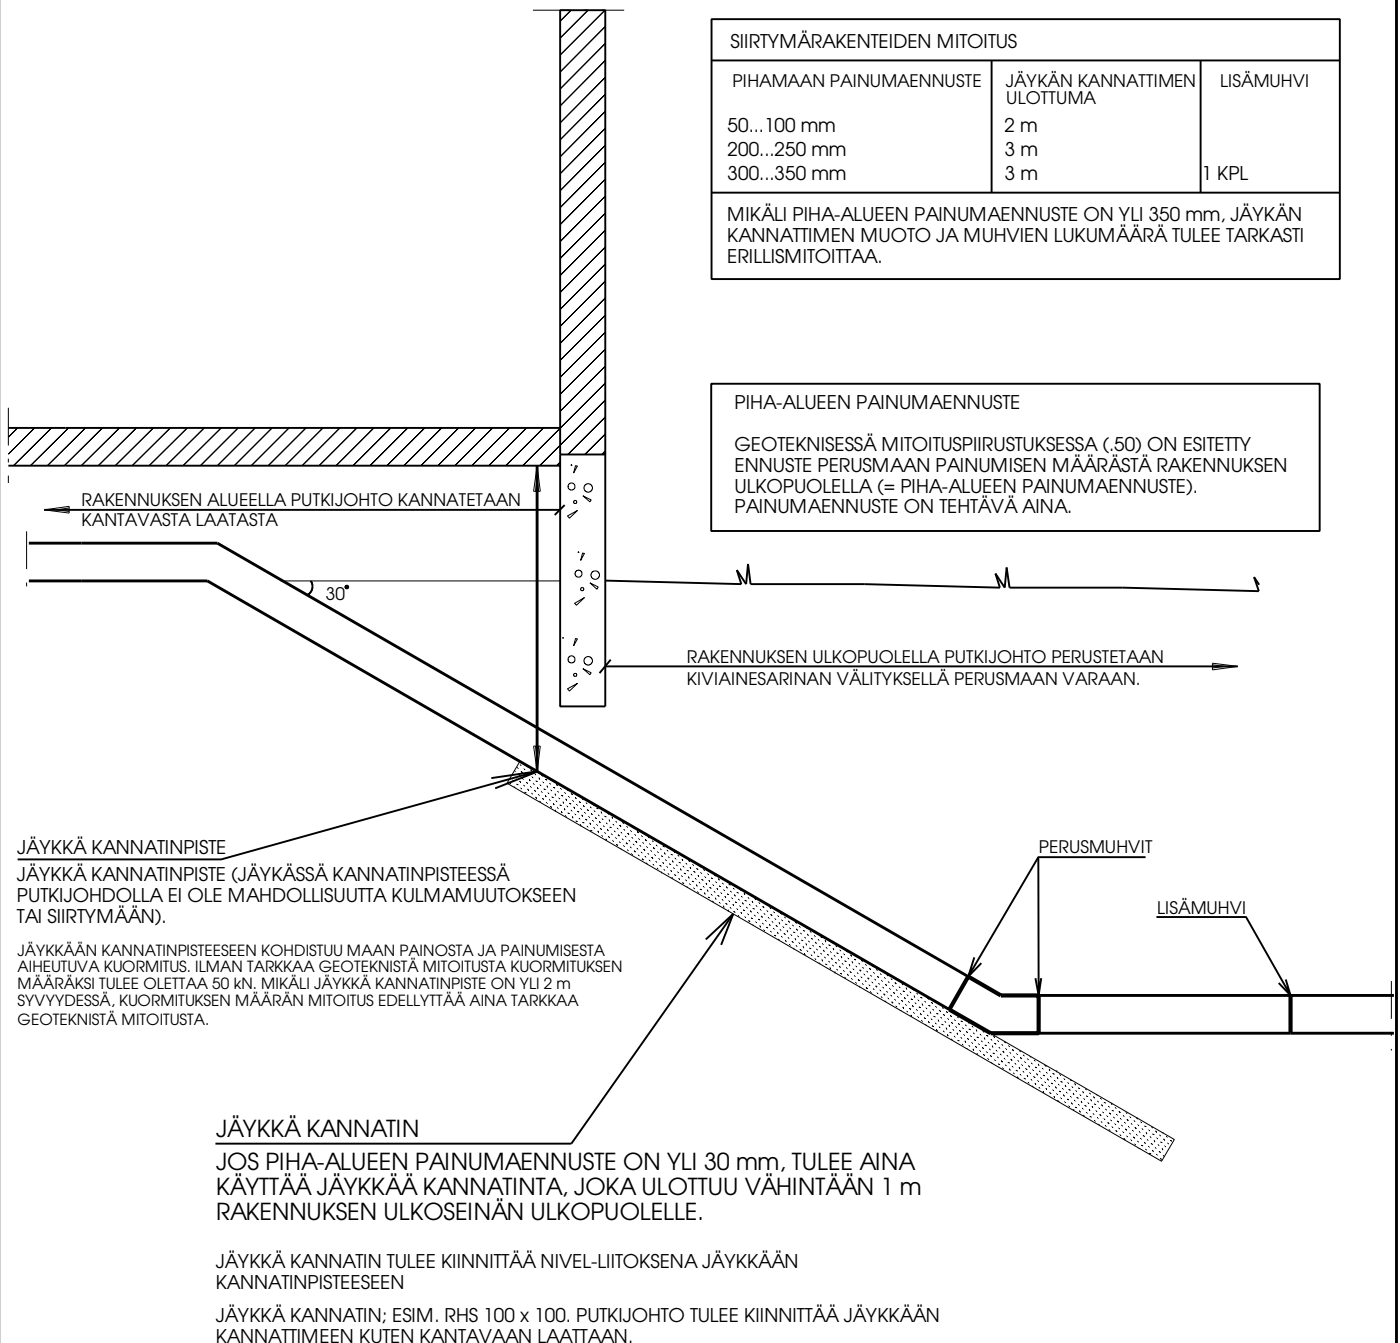 SIIRTYMÄRAKENTEIDEN MITOITUS
PIHAMAAN PAINUMAENNUSTE
JÄYKÄN KANNATTIMEN
ULOTTUMA
LISÄMUHVI
50...100 mm 2 m
200...250 mm 3 m
300...350 mm 3 m 1 KPL
MIKÄLI PIHA-ALUEEN PAINUMAENNUSTE ON YLI 350 mm, JÄYKÄN
KANNATTIMEN MUOTO JA MUHVIEN LUKUMÄÄRÄ TULEE TARKASTI
ERILLISMITOITTAA.
PIHA-ALUEEN PAINUMAENNUSTE
GEOTEKNISESSÄ MITOITUSPIIRUSTUKSESSA (.50) ON ESITETTY
ENNUSTE PERUSMAAN PAINUMISEN MÄÄRÄSTÄ RAKENNUKSEN
ULKOPUOLELLA (= PIHA-ALUEEN PAINUMAENNUSTE).
PAINUMAENNUSTE ON TEHTÄVÄ AINA.
RAKENNUKSEN ALUEELLA PUTKIJOHTO KANNATETAAN
KANTAVASTA LAATASTA
30°
RAKENNUKSEN ULKOPUOLELLA PUTKIJOHTO PERUSTETAAN
KIVIAINESARINAN VÄLITYKSELLÄ PERUSMAAN VARAAN.
JÄYKKÄ KANNATINPISTE
JÄYKKÄ KANNATINPISTE (JÄYKÄSSÄ KANNATINPISTEESSÄ
PUTKIJOHDOLLA EI OLE MAHDOLLISUUTTA KULMAMUUTOKSEEN
TAI SIIRTYMÄÄN).
JÄYKKÄÄN KANNATINPISTEESEEN KOHDISTUU MAAN PAINOSTA JA PAINUMISESTA
AIHEUTUVA KUORMITUS. ILMAN TARKKAA GEOTEKNISTÄ MITOITUSTA KUORMITUKSEN
MÄÄRÄKSI TULEE OLETTAA 50 kN. MIKÄLI JÄYKKÄ KANNATINPISTE ON YLI 2 m
SYVYYDESSÄ, KUORMITUKSEN MÄÄRÄN MITOITUS EDELLYTTÄÄ AINA TARKKAA
GEOTEKNISTÄ MITOITUSTA.
PERUSMUHVIT
LISÄMUHVI
JÄYKKÄ KANNATIN
JOS PIHA-ALUEEN PAINUMAENNUSTE ON YLI 30 mm, TULEE AINA
KÄYTTÄÄ JÄYKKÄÄ KANNATINTA, JOKA ULOTTUU VÄHINTÄÄN 1 m
RAKENNUKSEN ULKOSEINÄN ULKOPUOLELLE.
JÄYKKÄ KANNATIN TULEE KIINNITTÄÄ NIVEL-LIITOKSENA JÄYKKÄÄN
KANNATINPISTEESEEN
JÄYKKÄ KANNATIN; ESIM. RHS 100 x 100. PUTKIJOHTO TULEE KIINNITTÄÄ JÄYKKÄÄN
KANNATTIMEEN KUTEN KANTAVAAN LAATTAAN.